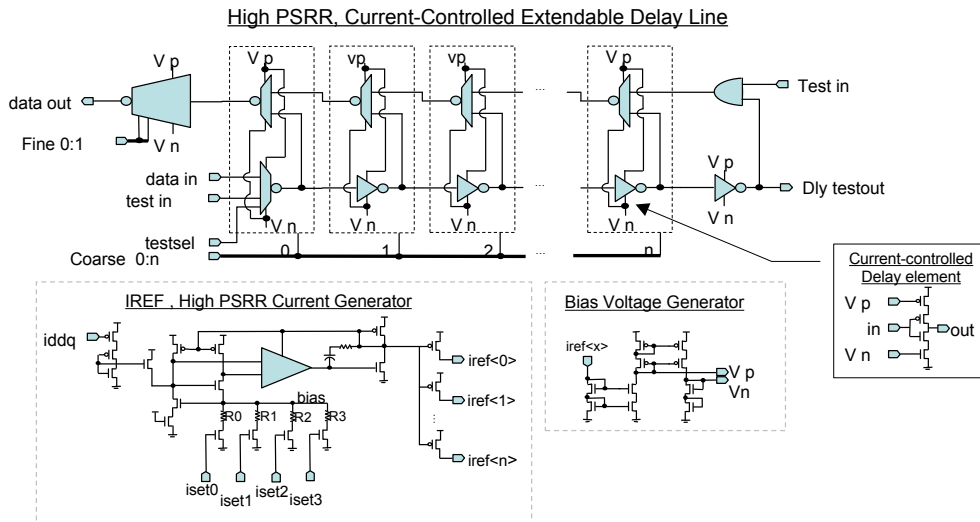 High PSRR, Current-Controlled Extendable Delay Line
V p
V p
vp
vp
V p
data out
...
Test in
V n
Fine 0:1
V p
data in
...
Dly testout
test in
V n
V n
V n
V n
V n
testsel
Coarse 0:n
0
1
2
...
n
Current-controlled
Delay element
V p
in
out
V n
IREF , High PSRR Current Generator
iddq
iref<0>
iref<1>
bias
R0
R1
R2
R3
iref<n>
iset0
iset1
iset2
iset3
Bias Voltage Generator
iref<x>
V p
Vn